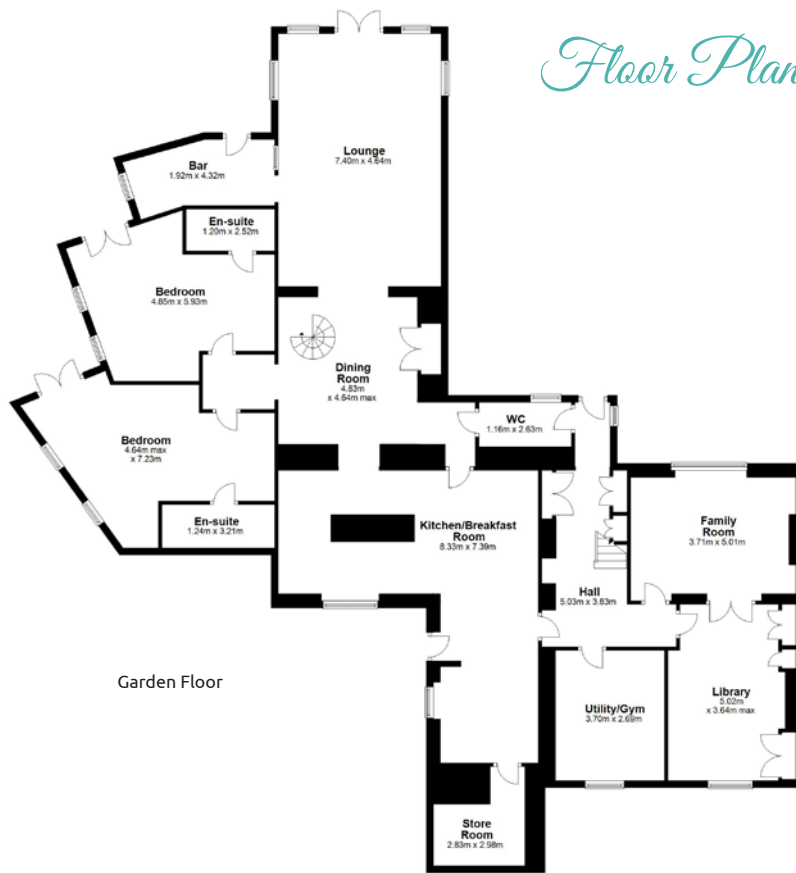 Floor Plan
Lounge
7.40m x 4.64m
Bar
1.92m x 4.32m
En-suite
1.20m x 2.52m
Bedroom
4.85m x 5.93m
Dining
Room
4.83m
x 4.64m max
WC
1.16m x 2.63m
Bedroom
4.64m max
x 7.23m
En-suite
1.24m x 3.21m
Kitchen/Breakfast
Room
8.33m x 7.39m
Family
Room
3.71m x 5.01m
Hall
5.03m x 3.83m
Garden Floor
Utility/Gym
3.70m x 2.69m
Library
5.02m
x 3.64m max
Store
Room
2.83m x 2.98m